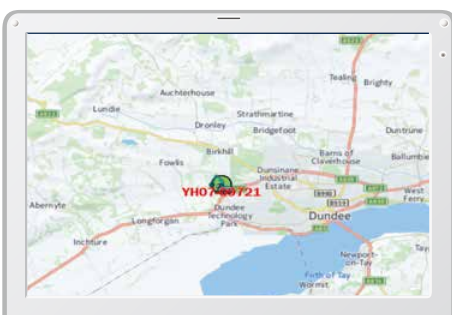 Tealing
Brighty
Auchterhouse
Lundie
Strathmartine
Dronley
Bridgefoot
Duntrune
Birkhill
Barns of
Claverhouse
Ballumbie
Fowlis
Dunsinane
Industrial
Estate
West
Ferry
Abernyte
Dundee
Technology
Park
Longforgan
Dundee
Inchture
Newport-
on-Tay
Tay
Firth of Tay
Wormit